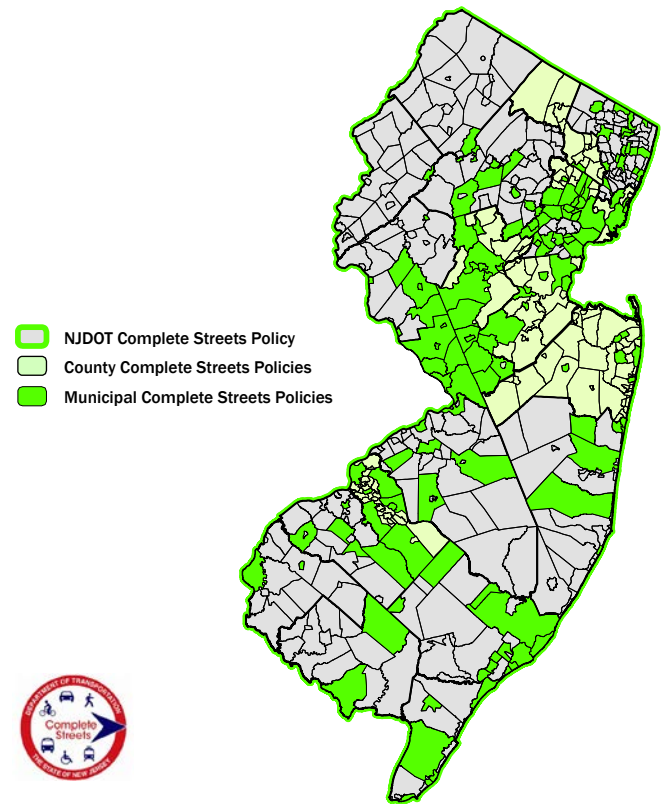 NJDOT Complete Streets Policy
County Complete Streets Policies
Municipal Complete Streets Policies
DEPARTMENT OF TRANSPORTATION
Complete
Streets
THE STATE OF NEW JERSEY